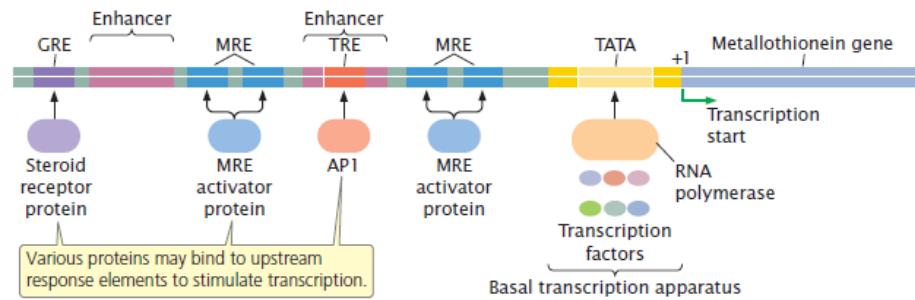 Enhancer
Enhancer
GRE
MRE
TRE
MRE
TATA
+1
Metallothionein gene
Transcription
start
Steroid
receptor
protein
MRE
activator
protein
AP1
MRE
activator
protein
RNA
polymerase
Transcription
factors
Various proteins may bind to upstream
response elements to stimulate transcription.
Basal transcription apparatus